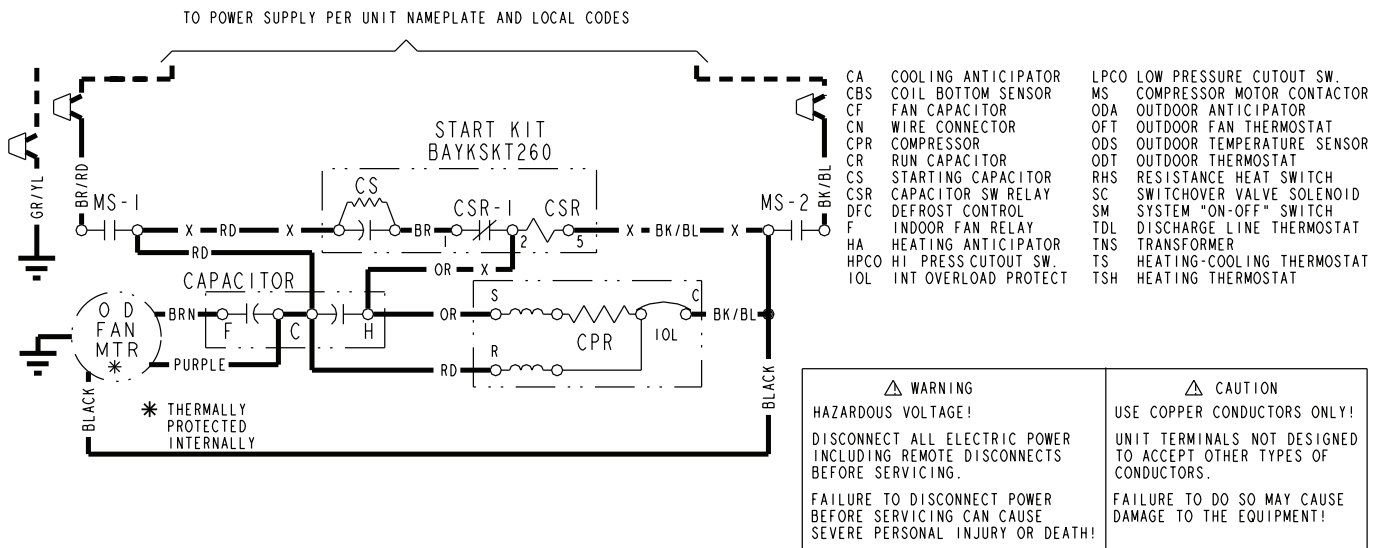 TO POWER SUPPLY PER UNIT NAMEPLATE AND LOCAL CODES
GR/YL
BR/RD
MS-1
START KIT
BAYKSKT260
CS
CSR-1
CSR
MS-2
BK/BL
X RD X
BR
1
2
5
X BK/BL X
RD
OR X
CAPACITOR
F
C
H
BRN
O D
FAN
MTR
*
PURPLE
BLACK
* THERMALLY
PROTECTED
INTERNALLY
OR
RD
S
R
CPR
IOL
C
BK/BL
BLACK
CA COOLING ANTICIPATOR
CBS COIL BOTTOM SENSOR
CF FAN CAPACITOR
CN WIRE CONNECTOR
CPR COMPRESSOR
CR RUN CAPACITOR
CS STARTING CAPACITOR
CSR CAPACITOR SW RELAY
DFC DEFROST CONTROL
F INDOOR FAN RELAY
HA HEATING ANTICIPATOR
HPCO HI PRESS CUTOUT SW.
IOL INT OVERLOAD PROTECT
LPCO LOW PRESSURE CUTOUT SW.
MS COMPRESSOR MOTOR CONTACTOR
ODA OUTDOOR ANTICIPATOR
OFT OUTDOOR FAN THERMOSTAT
ODS OUTDOOR TEMPERATURE SENSOR
ODT OUTDOOR THERMOSTAT
RHS RESISTANCE HEAT SWITCH
SC SWITCHOVER VALVE SOLENOID
SM SYSTEM "ON-OFF" SWITCH
TDL DISCHARGE LINE THERMOSTAT
TNS TRANSFORMER
TS HEATING-COOLING THERMOSTAT
TSH HEATING THERMOSTAT
⚠ WARNING
HAZARDOUS VOLTAGE!
DISCONNECT ALL ELECTRIC POWER
INCLUDING REMOTE DISCONNECTS
BEFORE SERVICING.
FAILURE TO DISCONNECT POWER
BEFORE SERVICING CAN CAUSE
SEVERE PERSONAL INJURY OR DEATH!
⚠ CAUTION
USE COPPER CONDUCTORS ONLY!
UNIT TERMINALS NOT DESIGNED
TO ACCEPT OTHER TYPES OF
CONDUCTORS.
FAILURE TO DO SO MAY CAUSE
DAMAGE TO THE EQUIPMENT!